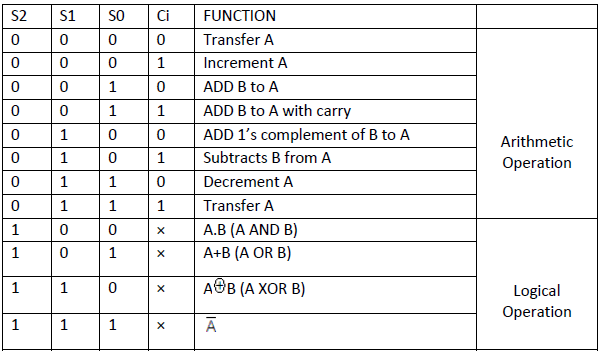 S2 S1 S0 Ci FUNCTION
0 0 0 0 Transfer A
0 0 0 1 Increment A
0 0 1 0 ADD B to A
0 0 1 1 ADD B to A with carry
0 1 0 0 ADD 1’s complement of B to A
0 1 0 1 Subtracts B from A
0 1 1 0 Decrement A
0 1 1 1 Transfer A
Arithmetic
Operation
1 0 0 × A.B (A AND B)
1 0 1 × A+B (A OR B)
1 1 0 × A⊕B (A XOR B)
1 1 1 × A̅
Logical
Operation